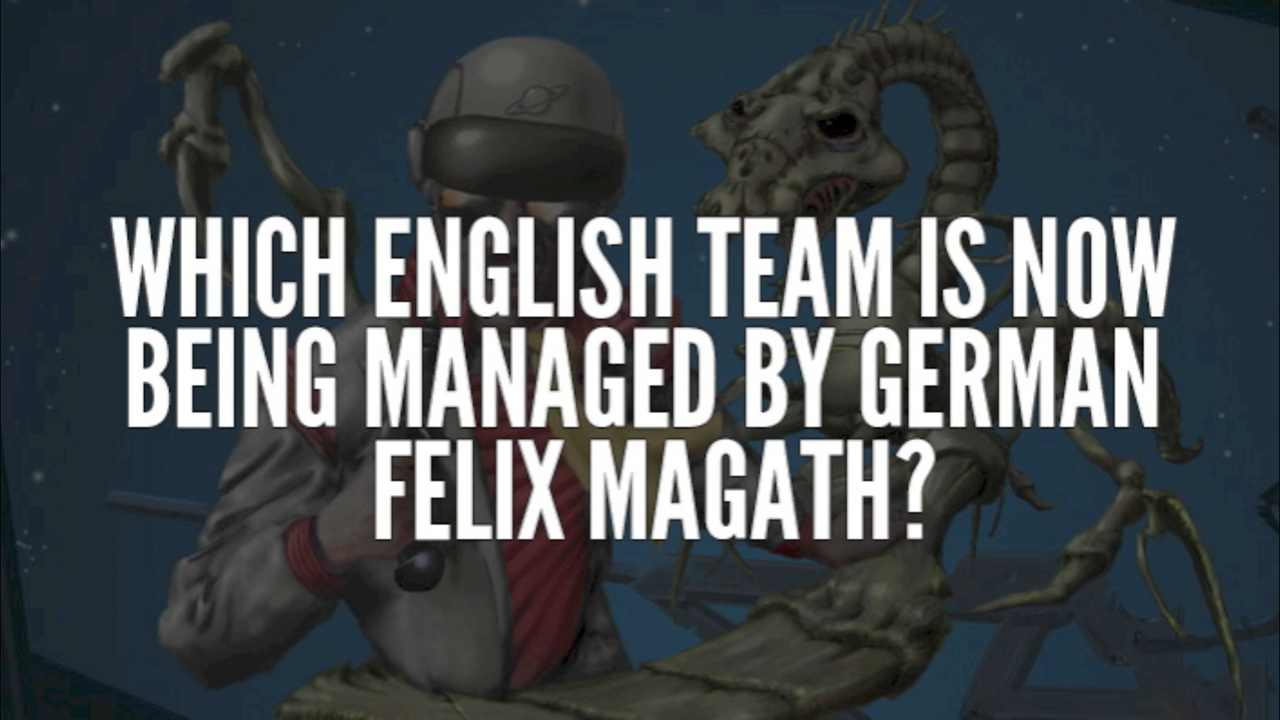 WHICH ENGLISH TEAM IS NOW
BEING MANAGED BY GERMAN
FELIX MAGATH?